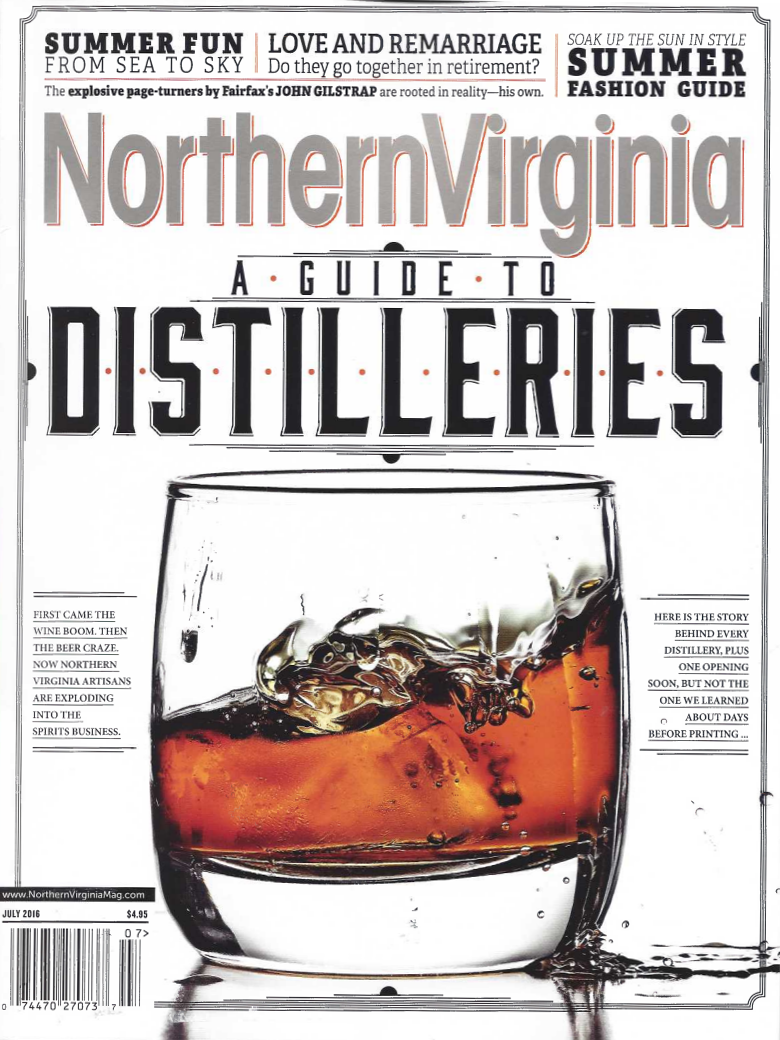 SUMMER FUN
FROM SEA TO SKY
LOVE AND REMARRIAGE
Do they go together in retirement?
The explosive page-turners by Fairfax's JOHN GILSTRAP are rooted in reality—his own.
SOAK UP THE SUN IN STYLE
SUMMER
FASHION GUIDE
NorthernVirginia
A · GUIDE · TO
D·I·S·T·I·L·L·E·R·I·E·S
FIRST CAME THE
WINE BOOM. THEN
THE BEER CRAZE.
NOW NORTHERN
VIRGINIA ARTISANS
ARE EXPLODING
INTO THE
SPIRITS BUSINESS.
HERE IS THE STORY
BEHIND EVERY
DISTILLERY, PLUS
ONE OPENING
SOON, BUT NOT THE
ONE WE LEARNED
ABOUT DAYS
BEFORE PRINTING ...
www.NorthernVirginiaMag.com
JULY 2016 $4.95
0 7>
0 74470 27073 7